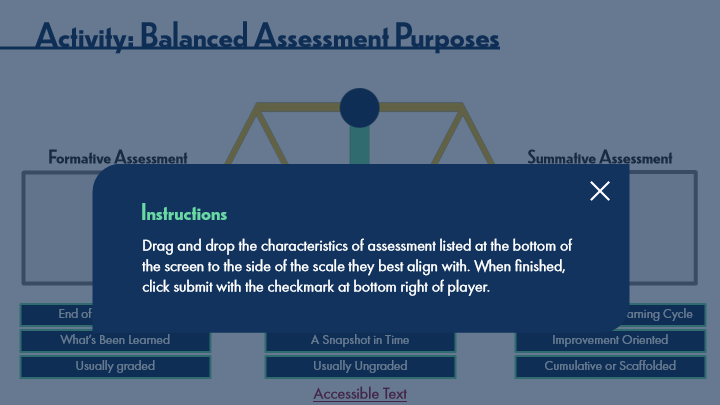 Activity: Balanced Assessment Purposes
Formative Assessment
Summative Assessment
Instructions
Drag and drop the characteristics of assessment listed at the bottom of
the screen to the side of the scale they best align with. When finished,
click submit with the checkmark at bottom right of player.
End of
Cycle
What's Been Learned
A Snapshot in Time
Improvement Oriented
Usually graded
Usually Ungraded
Cumulative or Scaffolded
Accessible Text